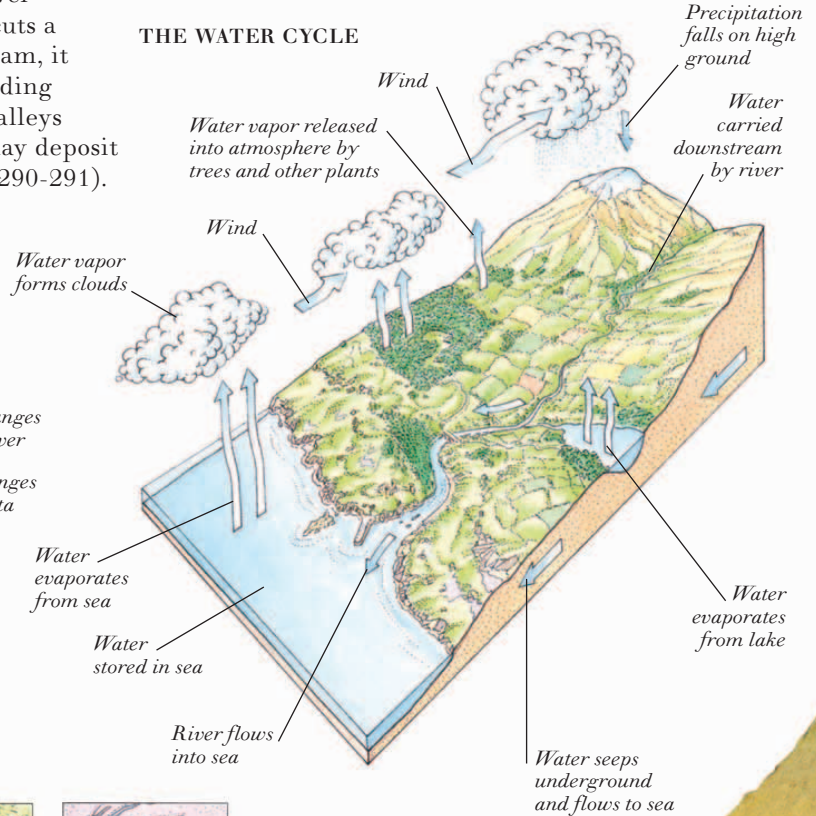 cuts a
am, it
ding
alleys
ay deposit
290-291).
THE WATER CYCLE
Precipitation
falls on high
ground
Wind
Water
carried
downstream
by river
Water vapor released
into atmosphere by
trees and other plants
Wind
Water vapor
forms clouds
nges
ver
nges
ta
Water
evaporates
from sea
Water
stored in sea
River flows
into sea
Water
evaporates
from lake
Water seeps
underground
and flows to sea